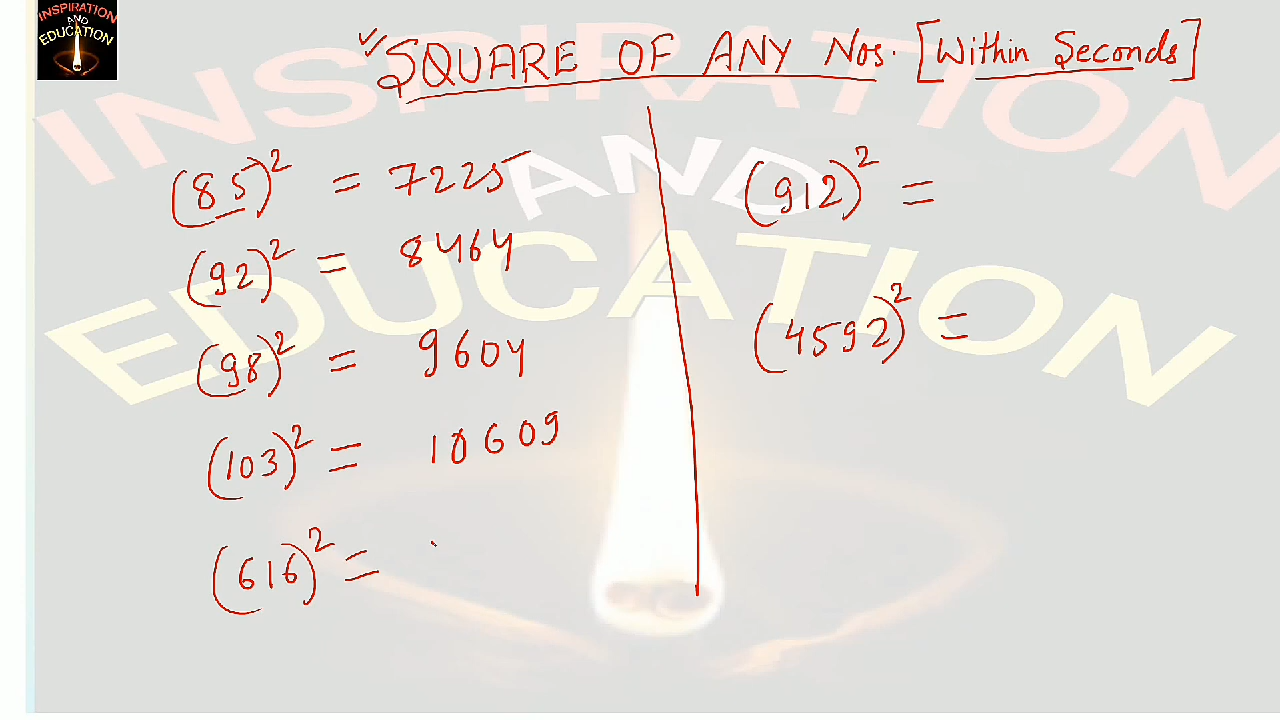 INSPIRATION
AND
EDUCATION
SQUARE OF ANY Nos. [Within Seconds]
INSPIRATION
AND
EDUCATION
(85)² = 7225
(92)² = 8464
(98)² = 9604
(103)² = 10609
(616)² =
(912)² =
(4592)² =